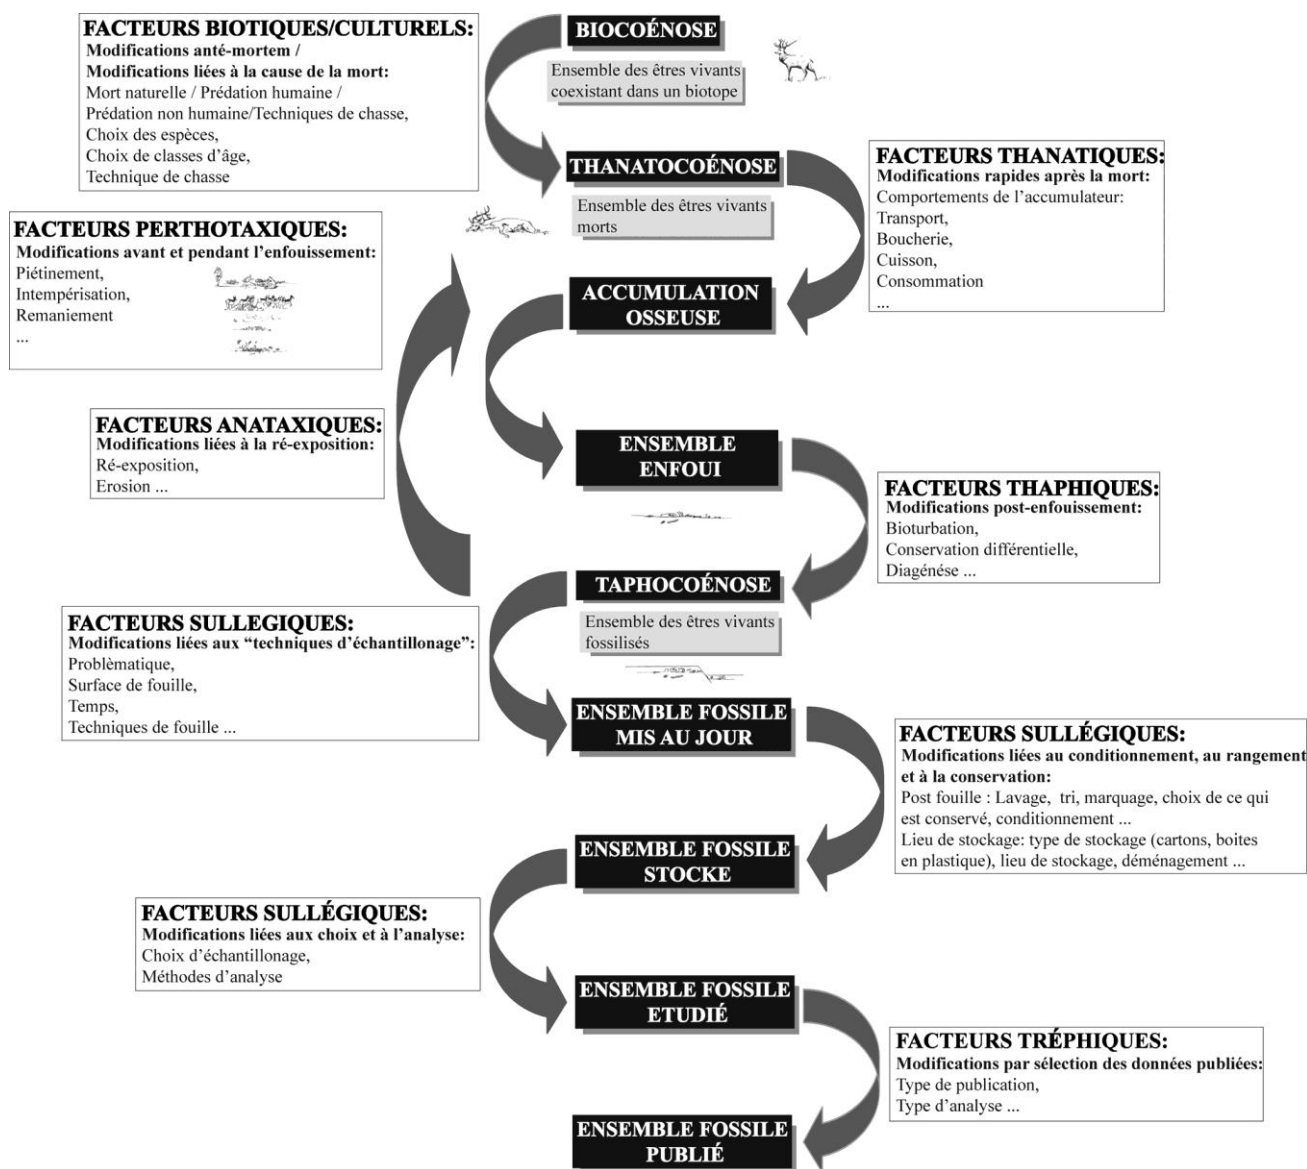 FACTEURS BIOTIQUES/CULTURELS:
Modifications anté-mortem /
Modifications liées à la cause de la mort:
Mort naturelle / Prédation humaine /
Prédation non humaine/Techniques de chasse,
Choix des espèces,
Choix de classes d'âge,
Technique de chasse
BIOCOÉNOSE
Ensemble des êtres vivants
coexistant dans un biotope
THANATOCOÉNOSE
Ensemble des êtres vivants
morts
FACTEURS THANATIQUES:
Modifications rapides après la mort:
Comportements de l'accumulateur:
Transport,
Boucherie,
Cuisson,
Consommation
...
FACTEURS PERTHOTAXIQUES:
Modifications avant et pendant l'enfouissement:
Piétinement,
Intempérisation,
Remaniement
...
ACCUMULATION
OSSEUSE
FACTEURS ANATAXIQUES:
Modifications liées à la ré-exposition:
Ré-exposition,
Erosion ...
ENSEMBLE
ENFOUI
FACTEURS THAPHIQUES:
Modifications post-enfouissement:
Bioturbation,
Conservation différentielle,
Diagénése ...
TAPHOCOÉNOSE
Ensemble des êtres vivants
fossilisés
FACTEURS SULLEGIQUES:
Modifications liées aux “techniques d'échantillonage”:
Problèmatique,
Surface de fouille,
Temps,
Techniques de fouille ...
ENSEMBLE FOSSILE
MIS AU JOUR
FACTEURS SULLÉGIQUES:
Modifications liées au conditionnement, au rangement
et à la conservation:
Post fouille : Lavage, tri, marquage, choix de ce qui
est conservé, conditionnement ...
Lieu de stockage: type de stockage (cartons, boites
en plastique), lieu de stockage, déménagement ...
ENSEMBLE FOSSILE
STOCKE
FACTEURS SULLÉGIQUES:
Modifications liées aux choix et à l'analyse:
Choix d'échantillonage,
Méthodes d'analyse
ENSEMBLE FOSSILE
ETUDIÉ
FACTEURS TRÉPHIQUES:
Modifications par sélection des données publiées:
Type de publication,
Type d'analyse ...
ENSEMBLE FOSSILE
PUBLIÉ